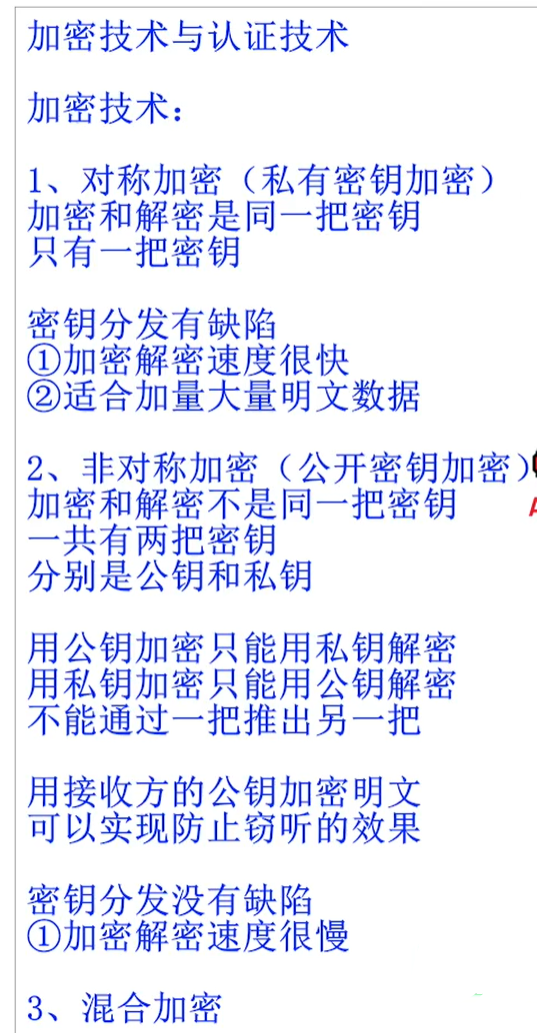 加密技术与认证技术
加密技术：
1、对称加密（私有密钥加密）
加密和解密是同一把密钥
只有一把密钥
密钥分发有缺陷
①加密解密速度很快
②适合加量大量明文数据
2、非对称加密（公开密钥加密）
加密和解密不是同一把密钥
一共有两把密钥
分别是公钥和私钥
用公钥加密只能用私钥解密
用私钥加密只能用公钥解密
不能通过一把推出另一把
用接收方的公钥加密明文
可以实现防止窃听的效果
密钥分发没有缺陷
①加密解密速度很慢
3、混合加密